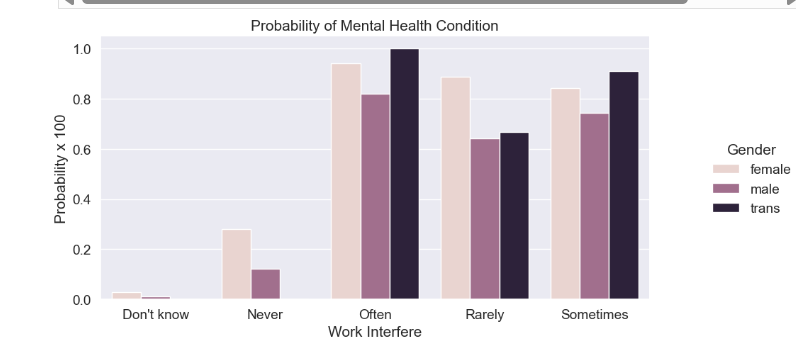 Probability of Mental Health Condition
1.0
0.8
0.6
0.4
0.2
0.0
Probability x 100
Don't know
Never
Often
Rarely
Sometimes
Work Interfere
Gender
female
male
trans